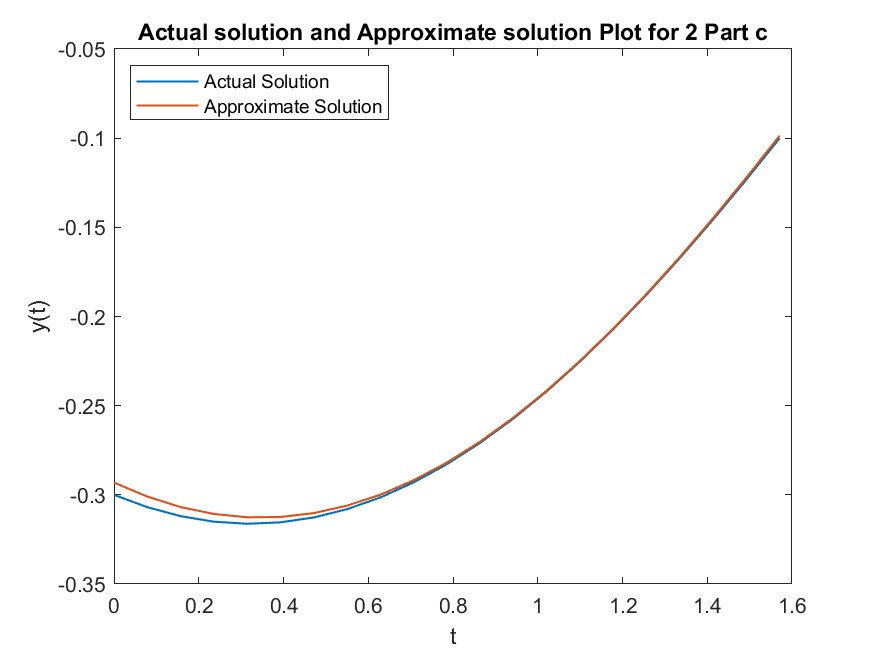 Actual solution and Approximate solution Plot for 2 Part c
-0.05
Actual Solution
Approximate Solution
-0.1
-0.15
-0.2
y(t)
-0.25
-0.3
-0.35
0 0.2 0.4 0.6 0.8 1 1.2 1.4 1.6
t